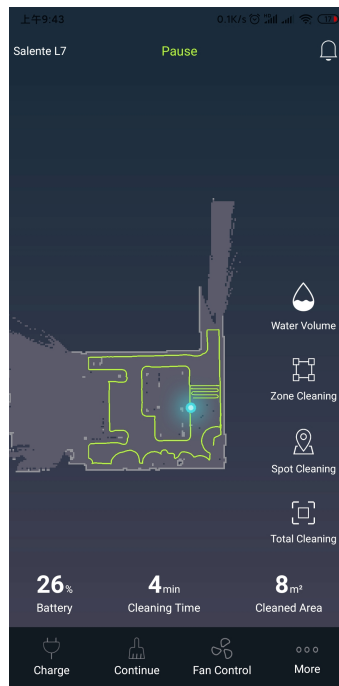 上午9:43
0.1K/s
Salente L7
Pause
Water Volume
Zone Cleaning
Spot Cleaning
Total Cleaning
26% 4min 8m²
Battery Cleaning Time Cleaned Area
Charge Continue Fan Control More